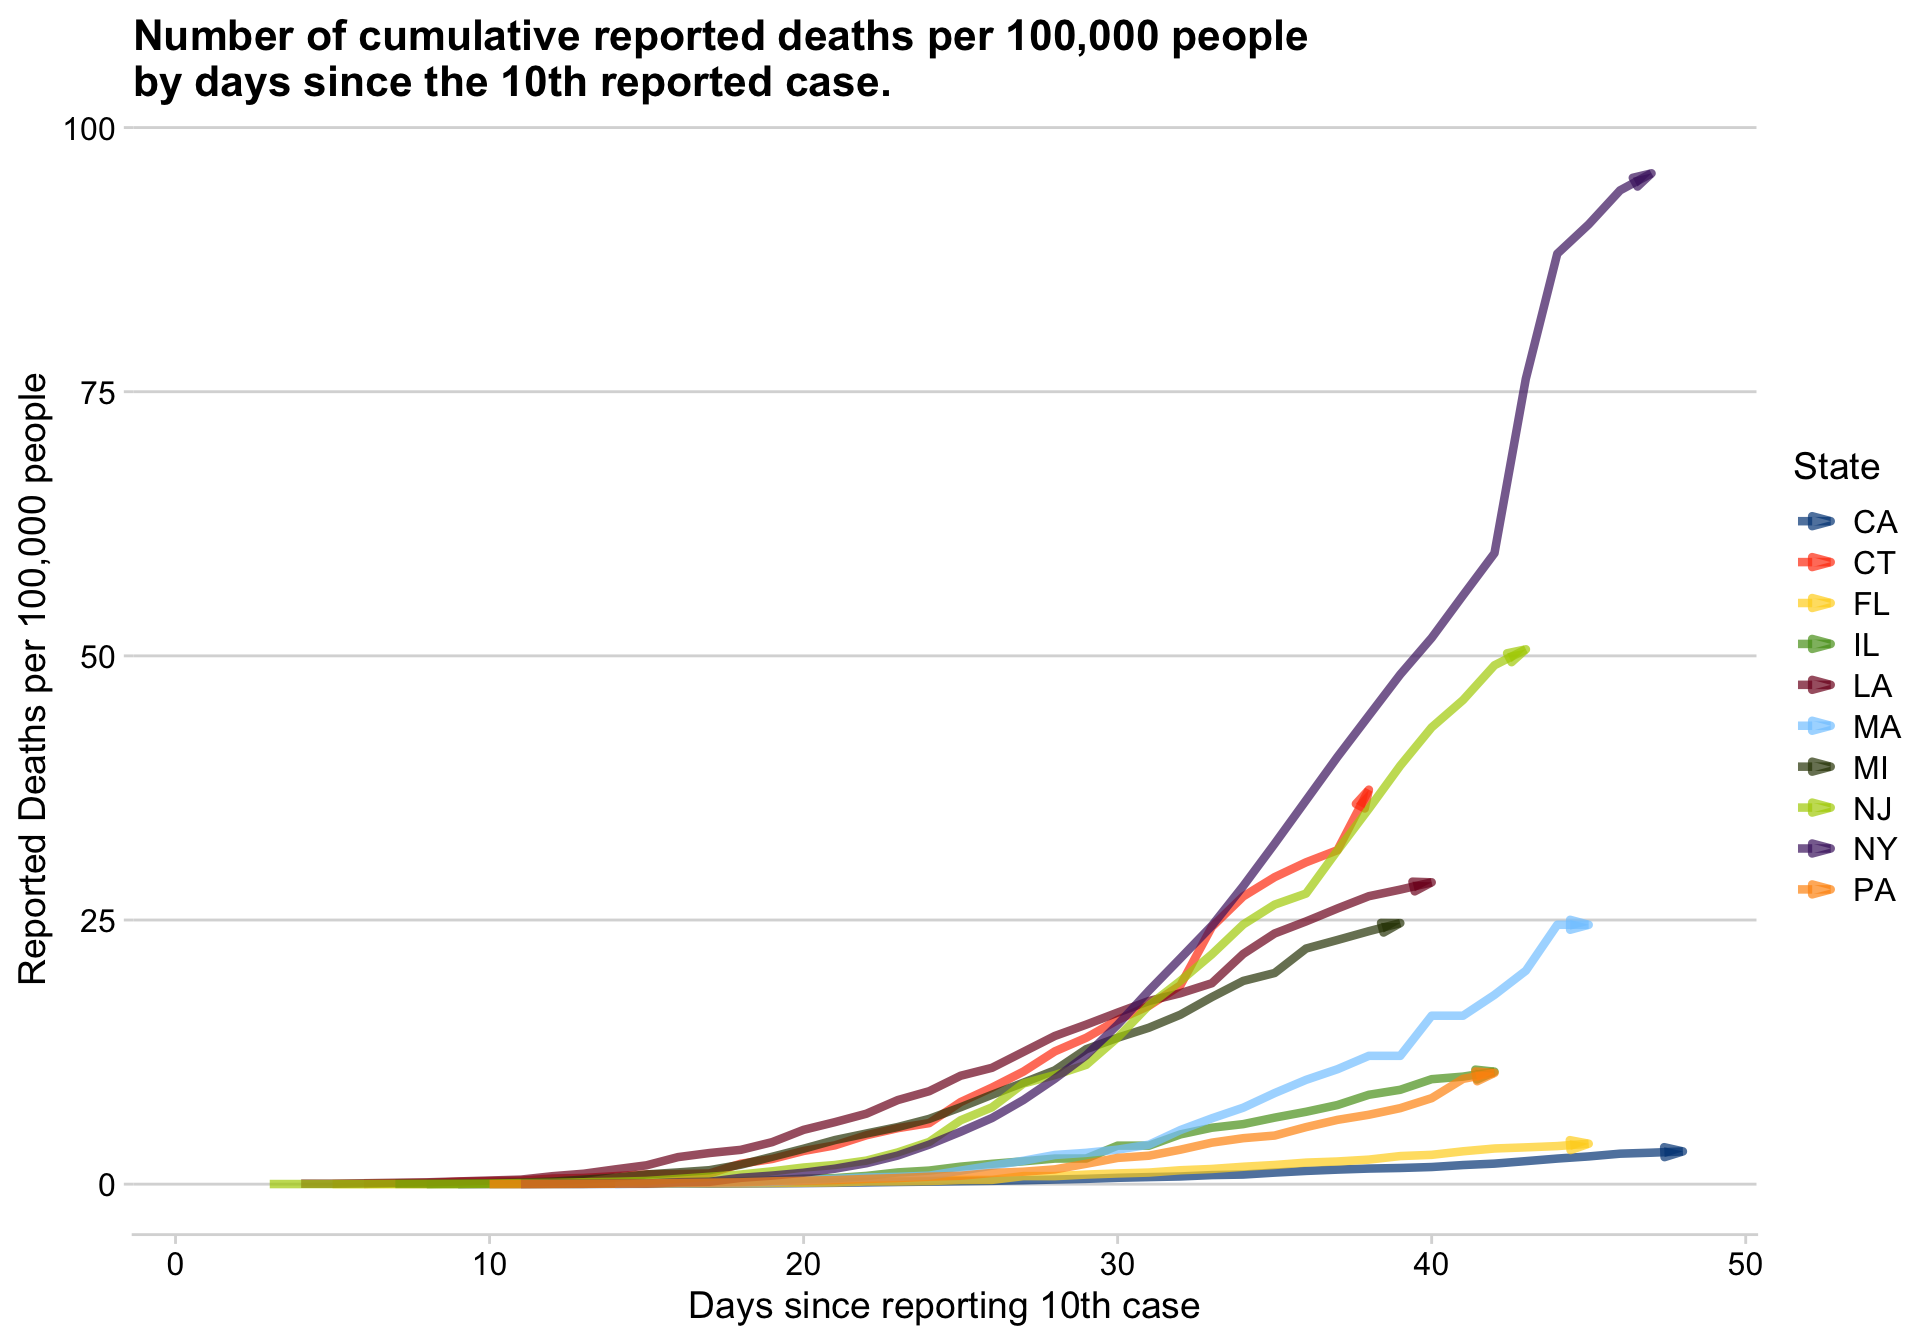 Number of cumulative reported deaths per 100,000 people
by days since the 10th reported case.
Reported Deaths per 100,000 people
100
75
50
25
0
0
10
20
30
40
50
Days since reporting 10th case
State
CA
CT
FL
IL
LA
MA
MI
NJ
NY
PA